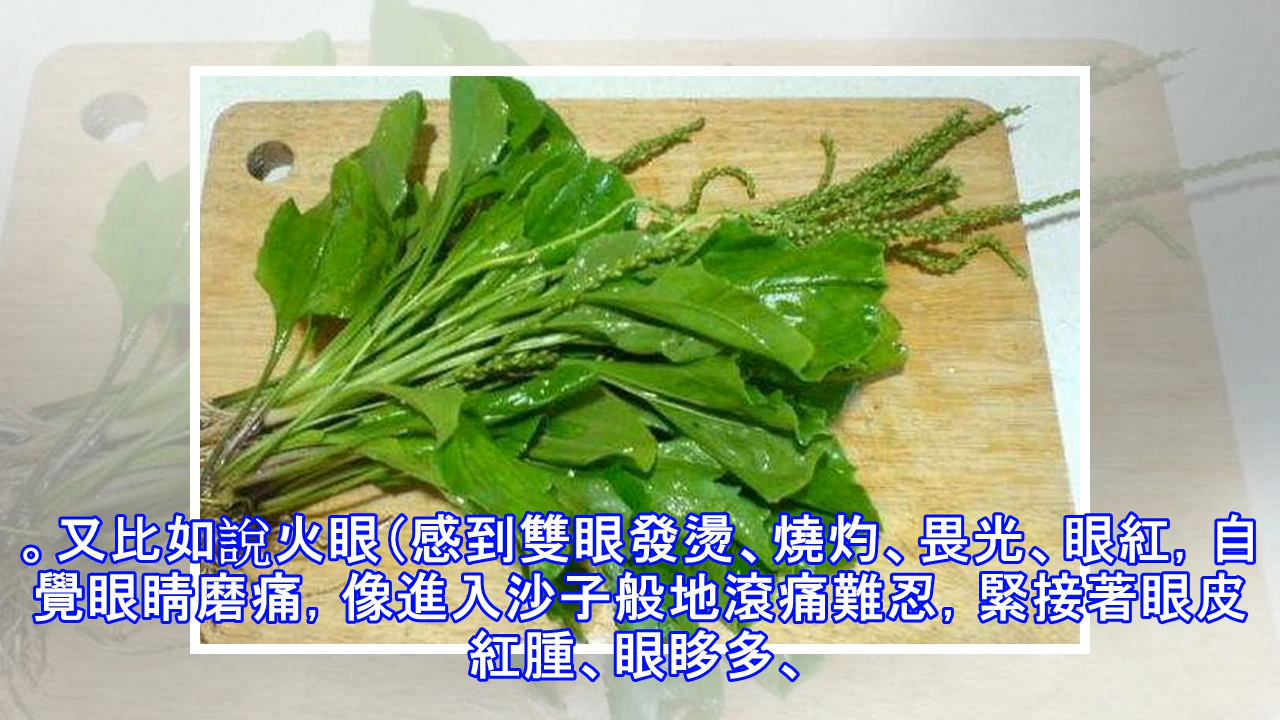 。又比如說火眼(感到雙眼發燙、燒灼、畏光、眼紅, 自
覺眼睛磨痛, 像進入沙子般地滾痛難忍, 緊接著眼皮
紅腫、眼眵多、